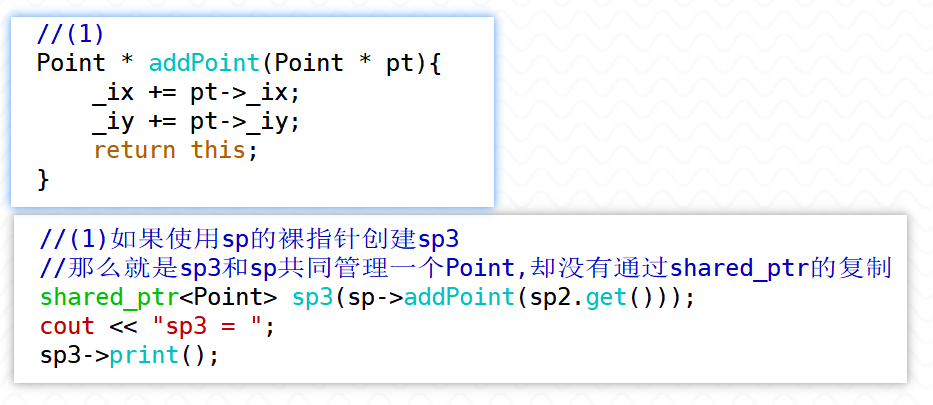 //(1)
Point * addPoint(Point * pt){
    _ix += pt->_ix;
    _iy += pt->_iy;
    return this;
}
//(1)如果使用sp的裸指针创建sp3
//那么就是sp3和sp共同管理一个Point,却没有通过shared_ptr的复制
shared_ptr<Point> sp3(sp->addPoint(sp2.get()));
cout << "sp3 = ";
sp3->print();